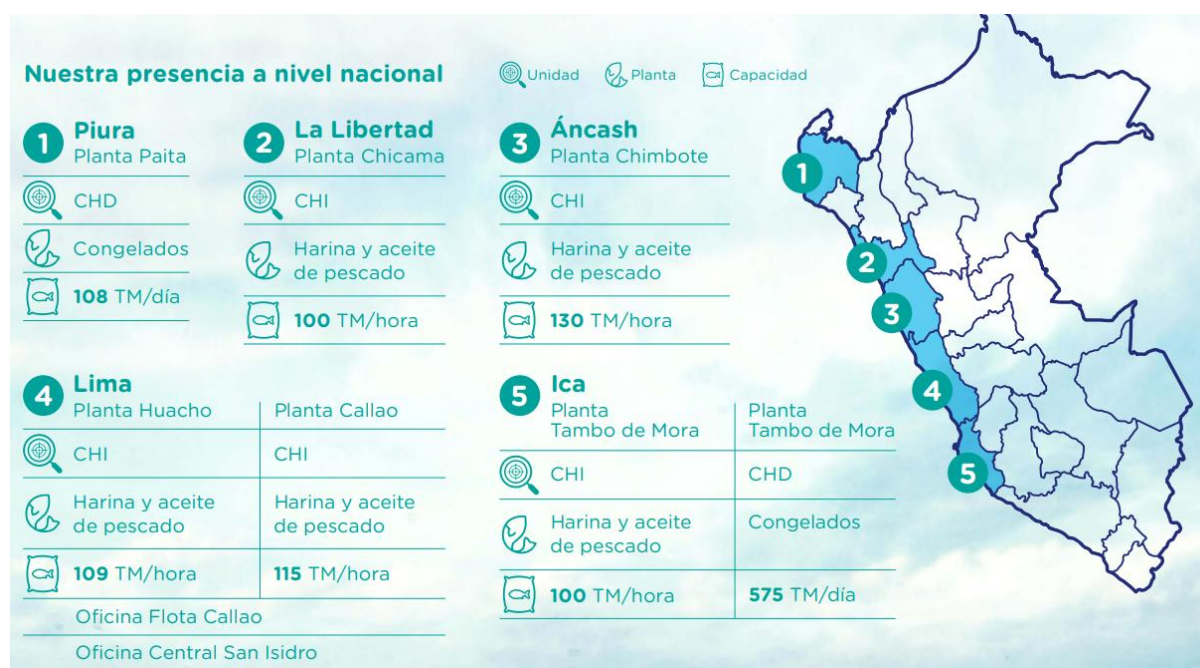 Nuestra presencia a nivel nacional
Unidad
Planta
Capacidad
1
Piura
Planta Paita
CHD
Congelados
108 TM/día
2
La Libertad
Planta Chicama
CHI
Harina y aceite
de pescado
100 TM/hora
3
Áncash
Planta Chimbote
CHI
Harina y aceite
de pescado
130 TM/hora
4
Lima
Planta Huacho
CHI
Harina y aceite
de pescado
109 TM/hora
Planta Callao
CHI
Harina y aceite
de pescado
115 TM/hora
Oficina Flota Callao
Oficina Central San Isidro
5
Ica
Planta
Tambo de Mora
CHI
Harina y aceite
de pescado
100 TM/hora
Planta
Tambo de Mora
CHD
Congelados
575 TM/día
1
2
3
4
5